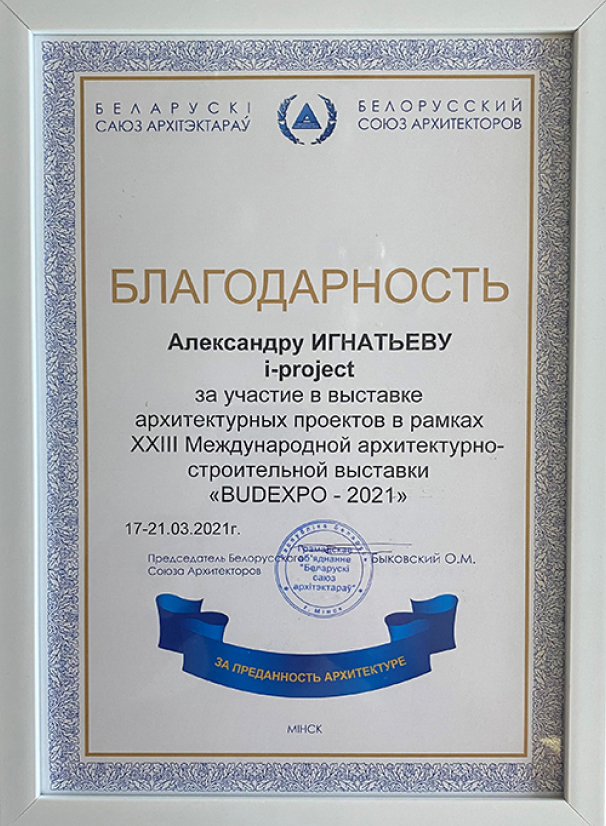 БЕЛАРУСКІ
САЮЗ АРХІТЭКТАРАЎ
БЕЛОРУССКИЙ
СОЮЗ АРХИТЕКТОРОВ
БЛАГОДАРНОСТЬ
Александру ИГНАТЬЕВУ
i-project
за участие в выставке
архитектурных проектов в рамках
XXIII Международной архитектурно-
строительной выставки
«BUDEXPO - 2021»
17-21.03.2021г.
Председатель Белорусского
Союза Архитекторов
Быковский О.М.
Рэспубліка Беларусь
Грамадскае
аб'яднанне
"Беларускі
саюз
архітэктараў"
г. Мінск
ЗА ПРЕДАННОСТЬ АРХИТЕКТУРЕ
МІНСК